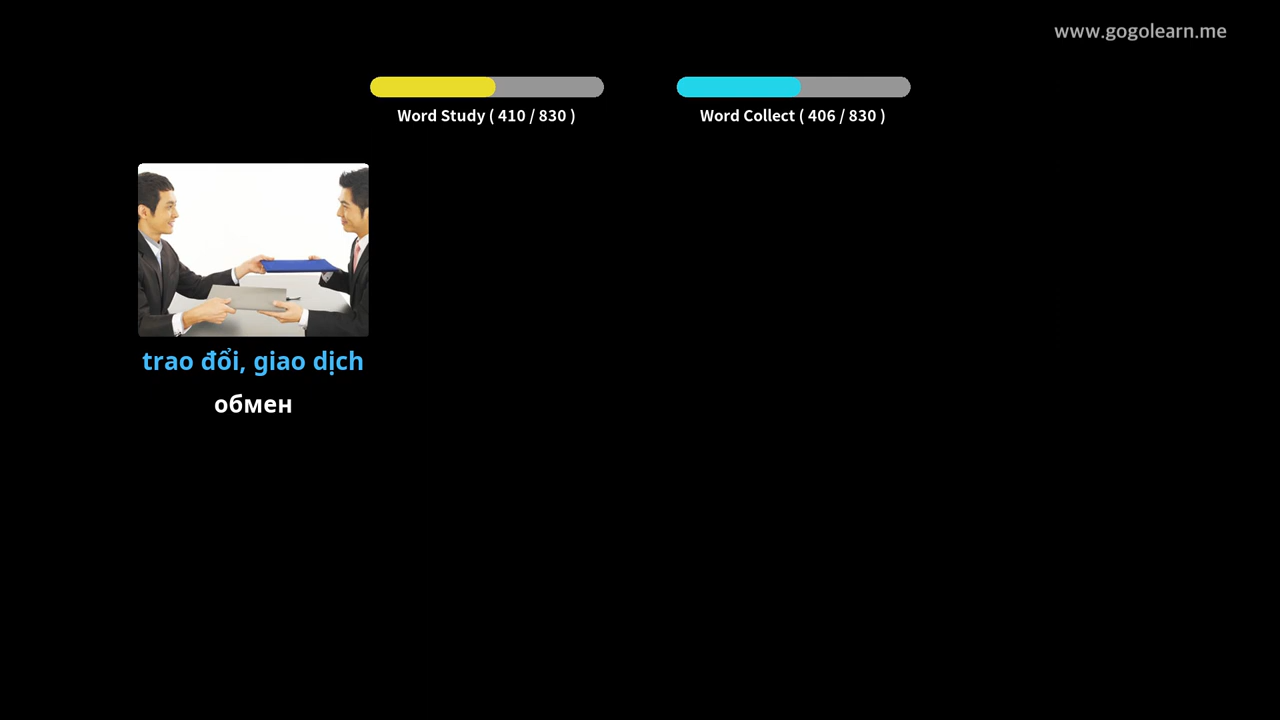 www.gogolearn.me
Word Study ( 410 / 830 )
Word Collect ( 406 / 830 )
trao đổi, giao dịch
обмен